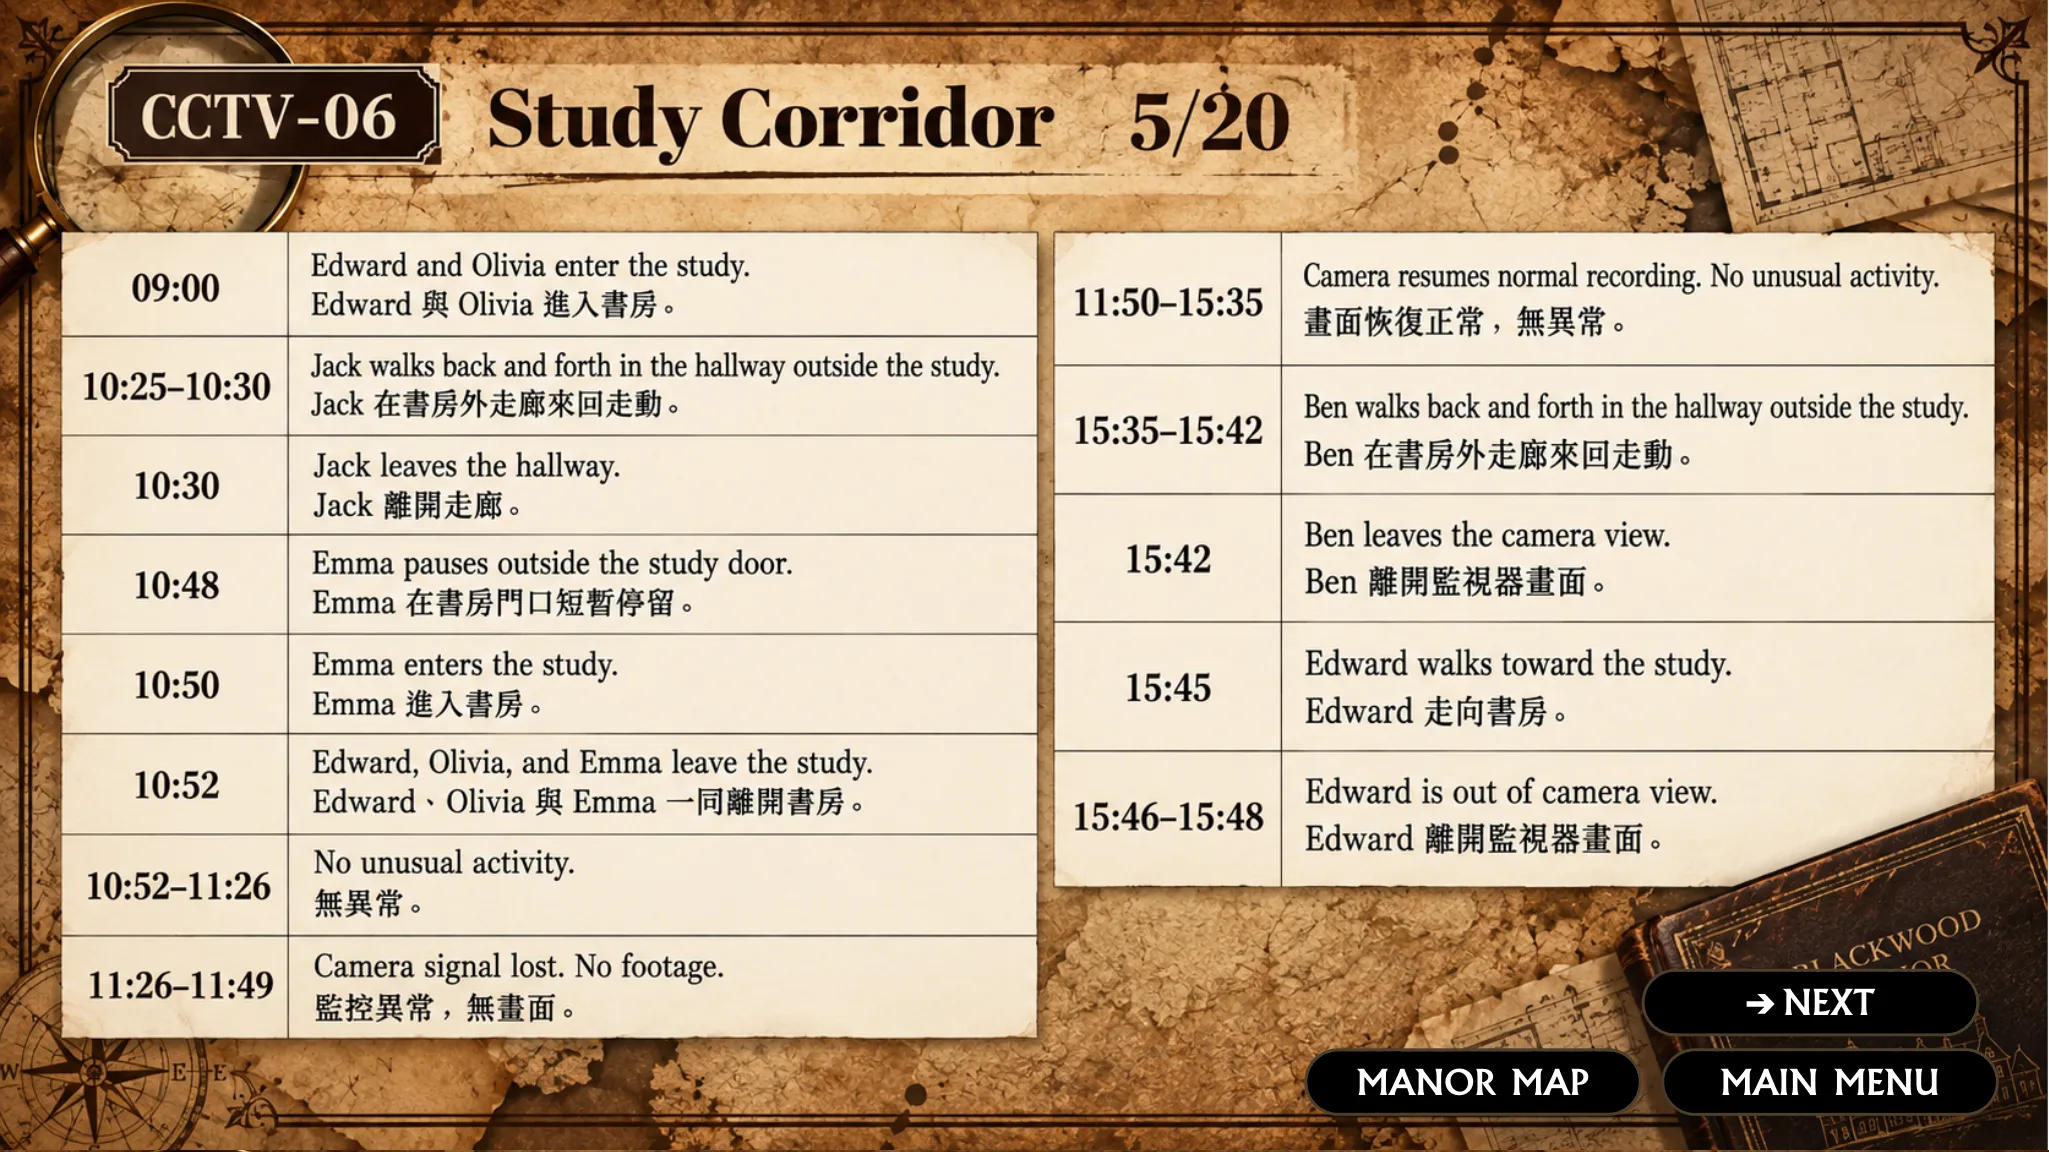 CCTV-06 Study Corridor 5/20
09:00
Edward and Olivia enter the study.
Edward 與 Olivia 進入書房。
10:25–10:30
Jack walks back and forth in the hallway outside the study.
Jack 在書房外走廊來回走動。
10:30
Jack leaves the hallway.
Jack 離開走廊。
10:48
Emma pauses outside the study door.
Emma 在書房門口短暫停留。
10:50
Emma enters the study.
Emma 進入書房。
10:52
Edward, Olivia, and Emma leave the study.
Edward、Olivia 與 Emma 一同離開書房。
10:52–11:26
No unusual activity.
無異常。
11:26–11:49
Camera signal lost. No footage.
監控異常，無畫面。
11:50–15:35
Camera resumes normal recording. No unusual activity.
畫面恢復正常，無異常。
15:35–15:42
Ben walks back and forth in the hallway outside the study.
Ben 在書房外走廊來回走動。
15:42
Ben leaves the camera view.
Ben 離開監視器畫面。
15:45
Edward walks toward the study.
Edward 走向書房。
15:46–15:48
Edward is out of camera view.
Edward 離開監視器畫面。
BLACKWOOD
➔ NEXT
MANOR MAP
MAIN MENU
W
E
E